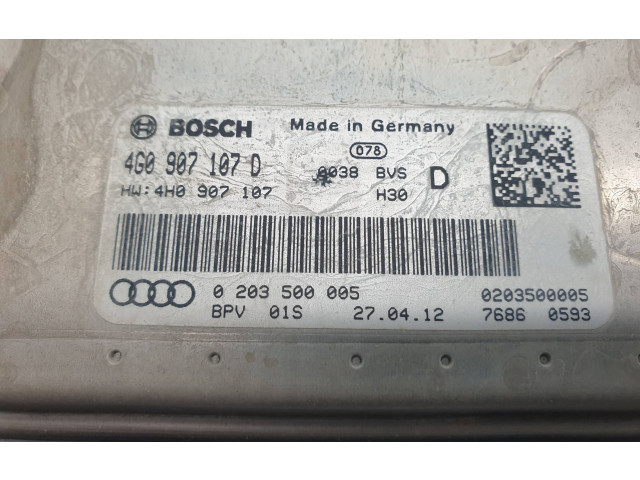 BOSCH Made in Germany
078
4G0 907 107 D 0038 BVS D
HW:4H0 907 107 H30
0 203 500 005 0203500005
BPV 01S 27.04.12 7686 0593